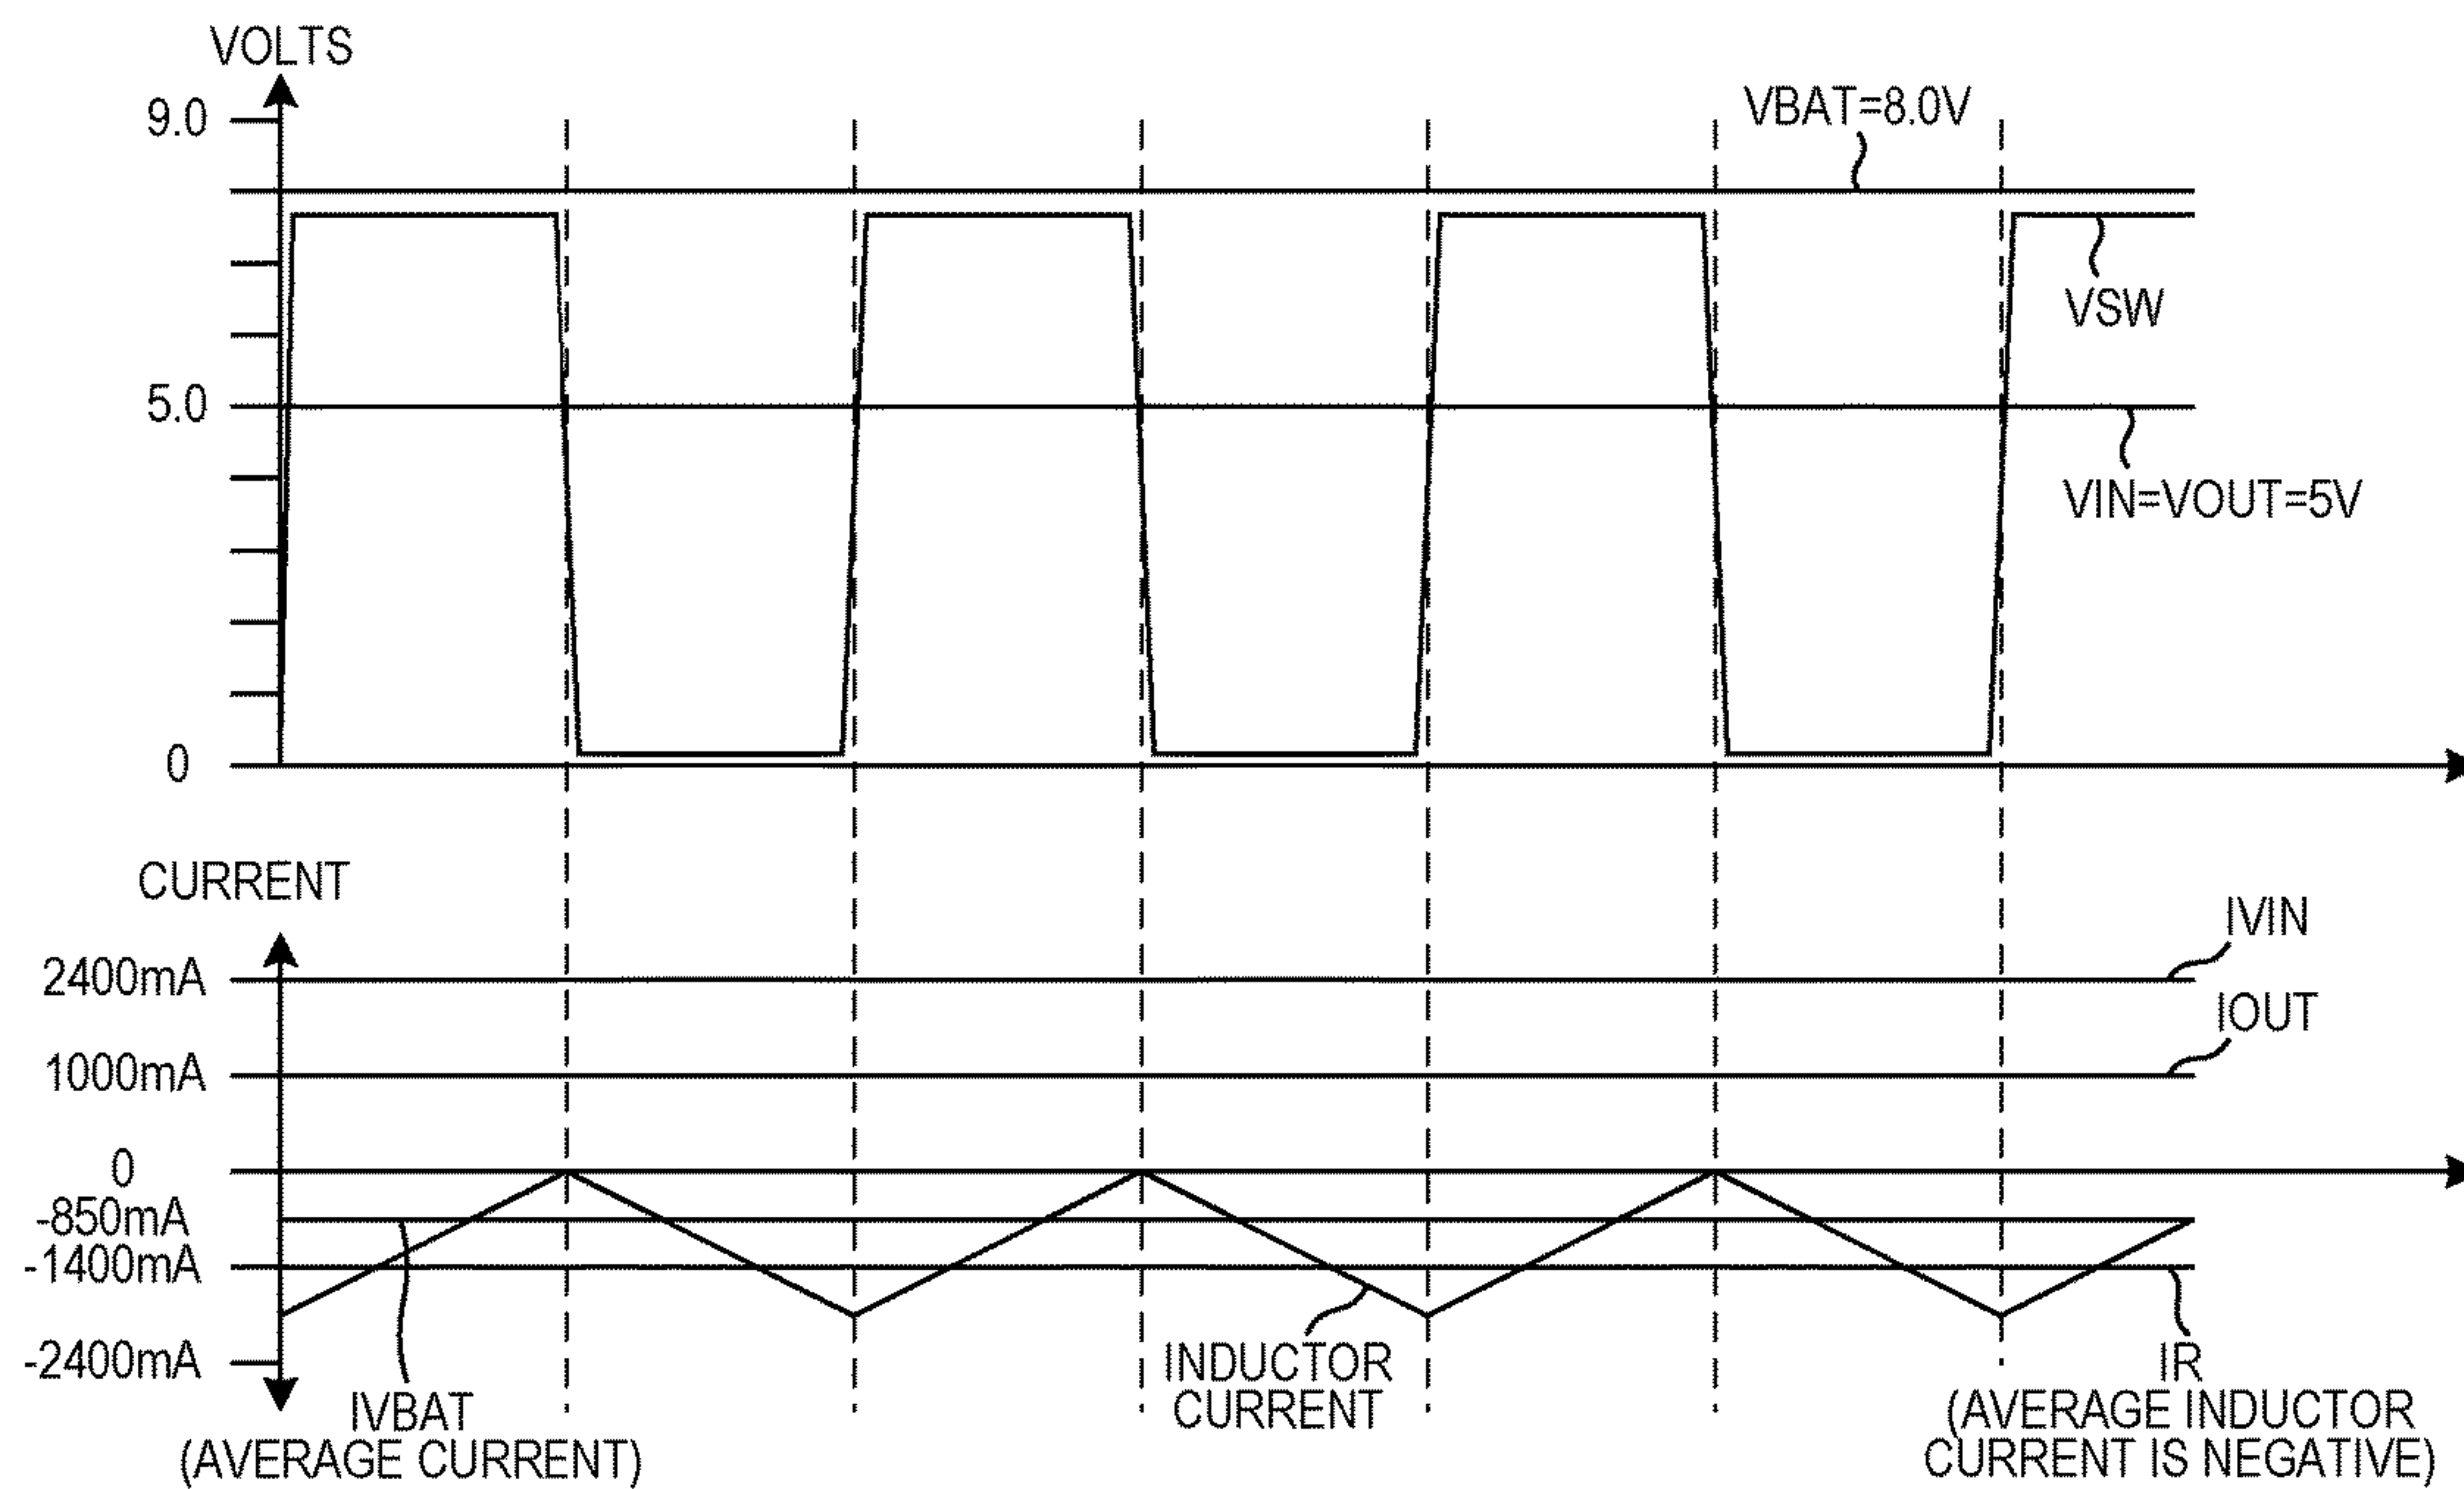 VOLTS
9.0
VBAT=8.0V
VSW
5.0
VIN=VOUT=5V
0
CURRENT
IVIN
2400mA
IOUT
1000mA
0
-850mA
-1400mA
-2400mA
IVBAT
(AVERAGE CURRENT)
INDUCTOR
CURRENT
IR
(AVERAGE INDUCTOR
CURRENT IS NEGATIVE)